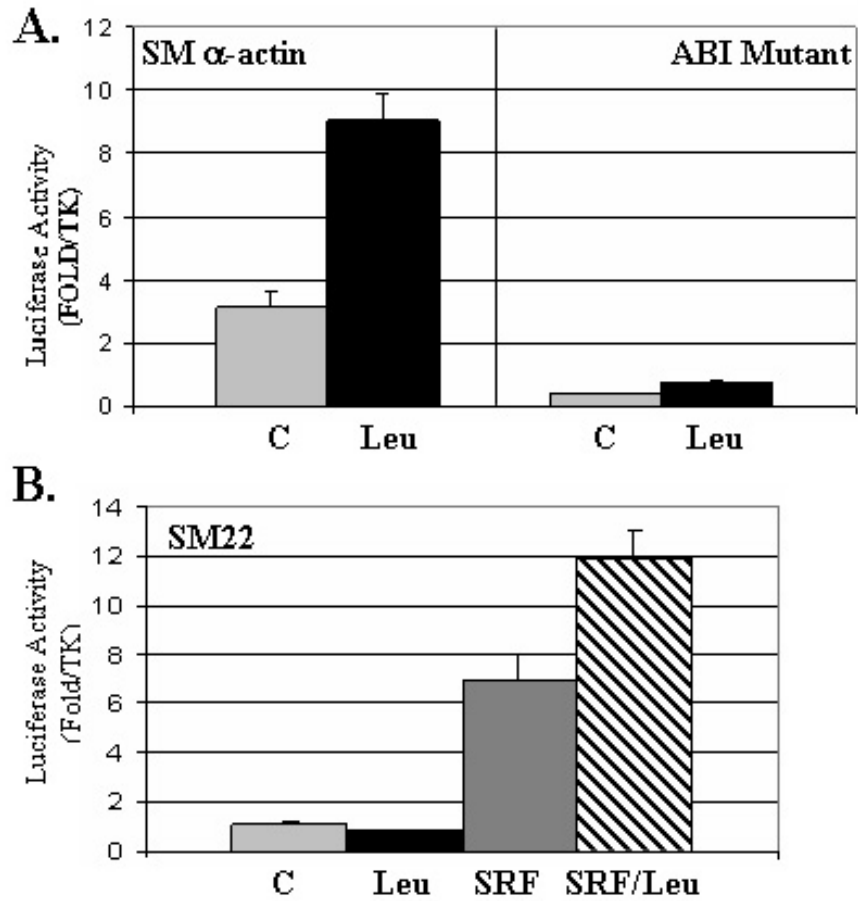 A.
SM α-actin
ABI Mutant
12
10
8
6
4
2
0
Luciferase Activity
(FOLD/TK)
C
Leu
C
Leu
B.
SM22
14
12
10
8
6
4
2
0
Luciferase Activity
(Fold/TK)
C
Leu
SRF
SRF/Leu